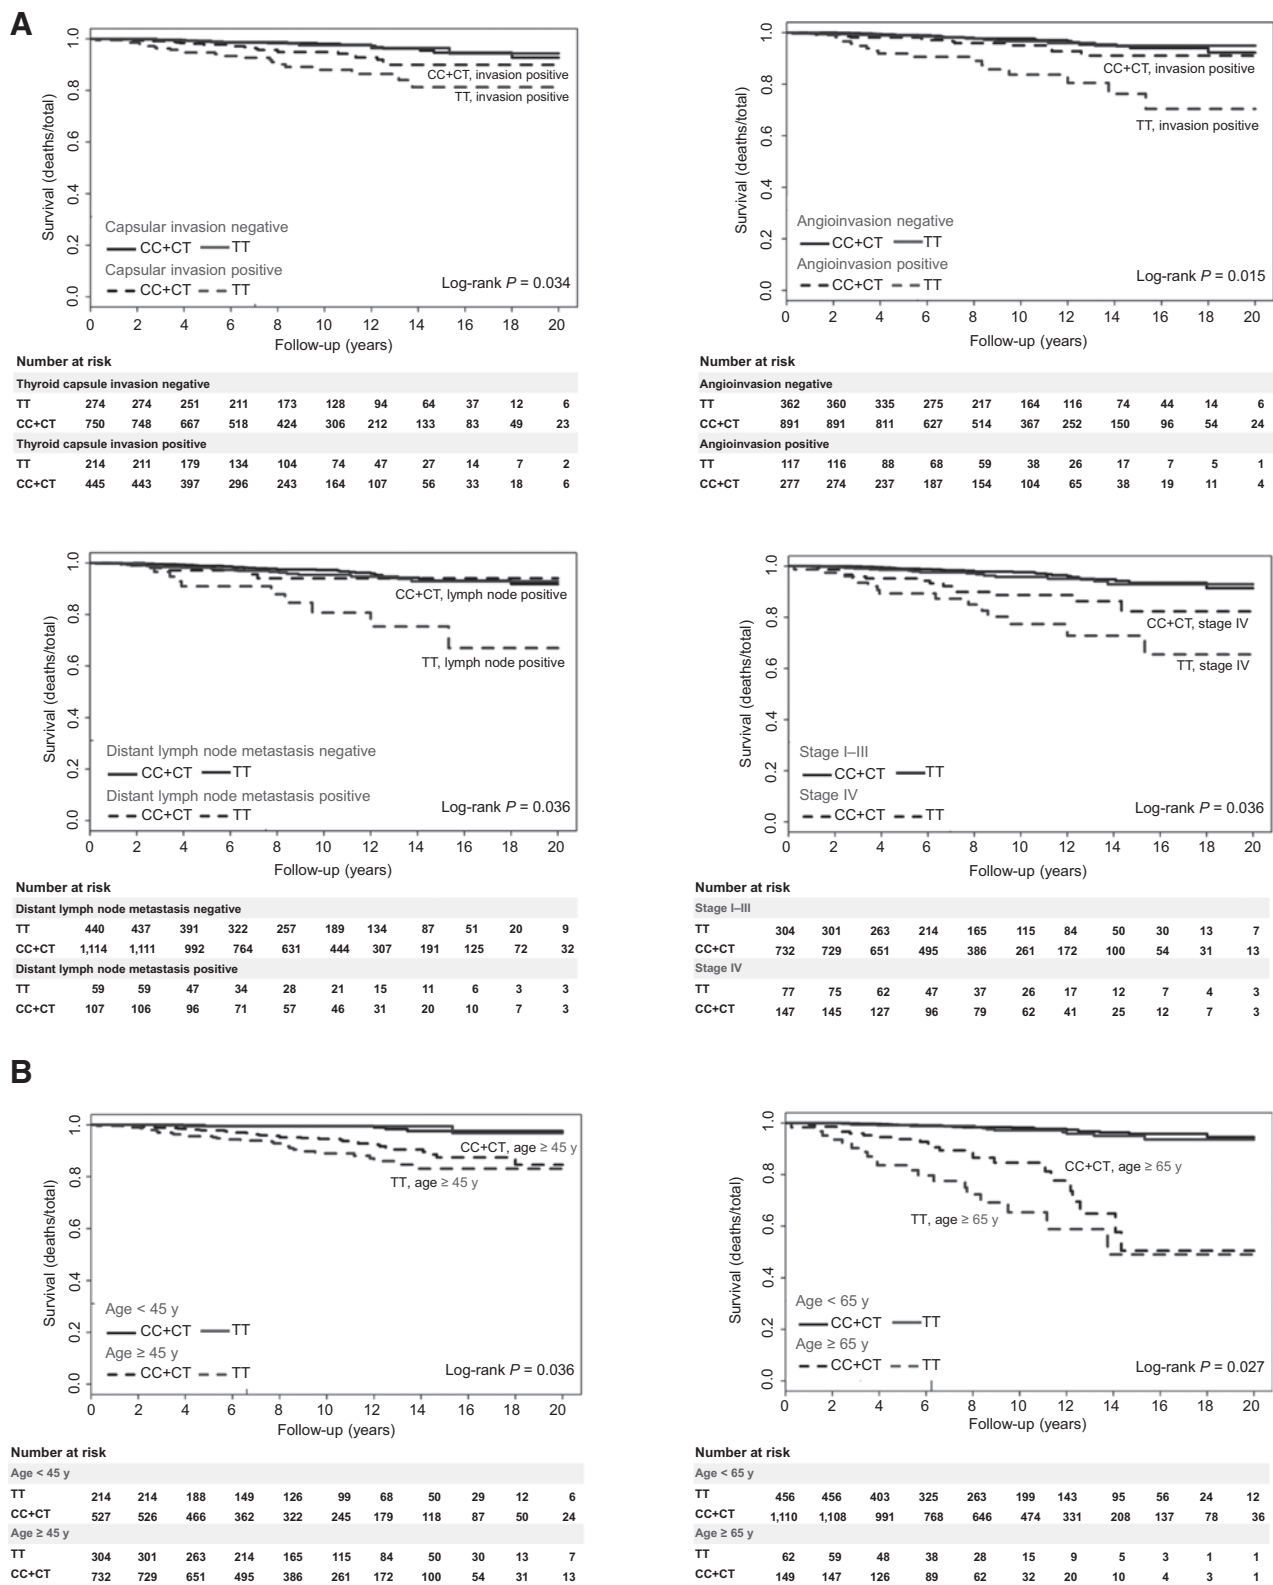 A
Survival (deaths/total)
1.0
0.8
0.6
0.4
0.2
0.0
CC+CT, invasion positive
TT, invasion positive
Capsular invasion negative
CC+CT TT
Capsular invasion positive
CC+CT TT
Log-rank P = 0.034
0 2 4 6 8 10 12 14 16 18 20
Follow-up (years)
Number at risk
Thyroid capsule invasion negative
TT 274 274 251 211 173 128 94 64 37 12 6
CC+CT 750 748 667 518 424 306 212 133 83 49 23
Thyroid capsule invasion positive
TT 214 211 179 134 104 74 47 27 14 7 2
CC+CT 445 443 397 296 243 164 107 56 33 18 6
Survival (deaths/total)
1.0
0.8
0.6
0.4
0.2
0.0
CC+CT, invasion positive
TT, invasion positive
Angioinvasion negative
CC+CT TT
Angioinvasion positive
CC+CT TT
Log-rank P = 0.015
0 2 4 6 8 10 12 14 16 18 20
Follow-up (years)
Number at risk
Angioinvasion negative
TT 362 360 335 275 217 164 116 74 44 14 6
CC+CT 891 891 811 627 514 367 252 150 96 54 24
Angioinvasion positive
TT 117 116 88 68 59 38 26 17 7 5 1
CC+CT 277 274 237 187 154 104 65 38 19 11 4
Survival (deaths/total)
1.0
0.8
0.6
0.4
0.2
0.0
CC+CT, lymph node positive
TT, lymph node positive
Distant lymph node metastasis negative
CC+CT TT
Distant lymph node metastasis positive
CC+CT TT
Log-rank P = 0.036
0 2 4 6 8 10 12 14 16 18 20
Follow-up (years)
Number at risk
Distant lymph node metastasis negative
TT 440 437 391 322 257 189 134 87 51 20 9
CC+CT 1,114 1,111 992 764 631 444 307 191 125 72 32
Distant lymph node metastasis positive
TT 59 59 47 34 28 21 15 11 6 3 3
CC+CT 107 106 96 71 57 46 31 20 10 7 3
Survival (deaths/total)
1.0
0.8
0.6
0.4
0.2
0.0
CC+CT, stage IV
TT, stage IV
Stage I–III
CC+CT TT
Stage IV
CC+CT TT
Log-rank P = 0.036
0 2 4 6 8 10 12 14 16 18 20
Follow-up (years)
Number at risk
Stage I–III
TT 304 301 263 214 165 115 84 50 30 13 7
CC+CT 732 729 651 495 386 261 172 100 54 31 13
Stage IV
TT 77 75 62 47 37 26 17 12 7 4 3
CC+CT 147 145 127 96 79 62 41 25 12 7 3
B
Survival (deaths/total)
1.0
0.8
0.6
0.4
0.2
0.0
CC+CT, age ≥ 45 y
TT, age ≥ 45 y
Age < 45 y
CC+CT TT
Age ≥ 45 y
CC+CT TT
Log-rank P = 0.036
0 2 4 6 8 10 12 14 16 18 20
Follow-up (years)
Number at risk
Age < 45 y
TT 214 214 188 149 126 99 68 50 29 12 6
CC+CT 527 526 466 362 322 245 179 118 87 50 24
Age ≥ 45 y
TT 304 301 263 214 165 115 84 50 30 13 7
CC+CT 732 729 651 495 386 261 172 100 54 31 13
Survival (deaths/total)
1.0
0.8
0.6
0.4
0.2
0.0
CC+CT, age ≥ 65 y
TT, age ≥ 65 y
Age < 65 y
CC+CT TT
Age ≥ 65 y
CC+CT TT
Log-rank P = 0.027
0 2 4 6 8 10 12 14 16 18 20
Follow-up (years)
Number at risk
Age < 65 y
TT 456 456 403 325 263 199 143 95 56 24 12
CC+CT 1,110 1,108 991 768 646 474 331 208 137 78 36
Age ≥ 65 y
TT 62 59 48 38 28 15 9 5 3 1 1
CC+CT 149 147 126 89 62 32 20 10 4 3 1